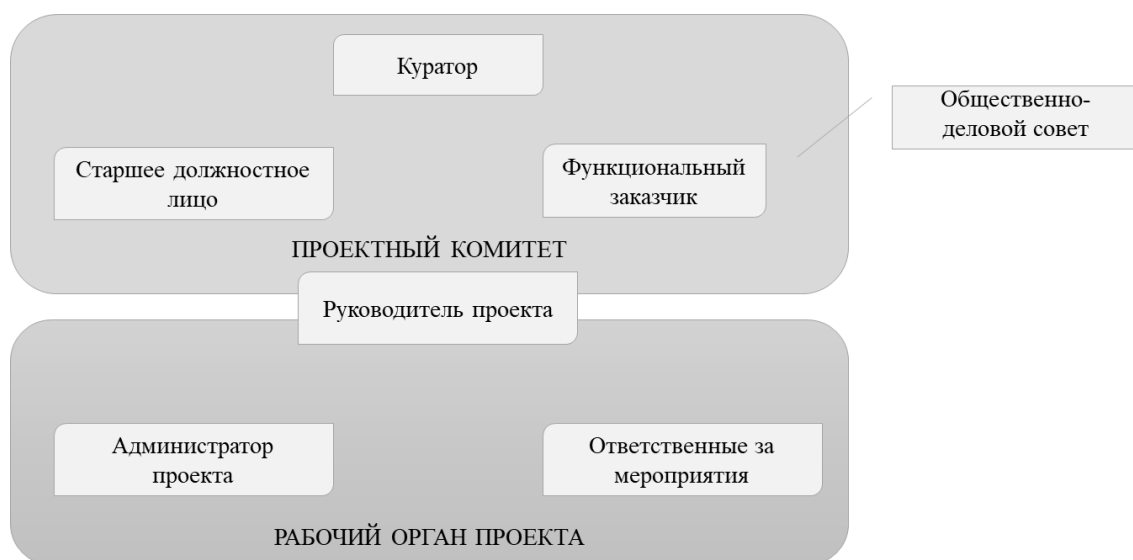 Куратор
Общественно-
деловой совет
Старшее должностное
лицо
Функциональный
заказчик
ПРОЕКТНЫЙ КОМИТЕТ
Руководитель проекта
Администратор
проекта
Ответственные за
мероприятия
РАБОЧИЙ ОРГАН ПРОЕКТА